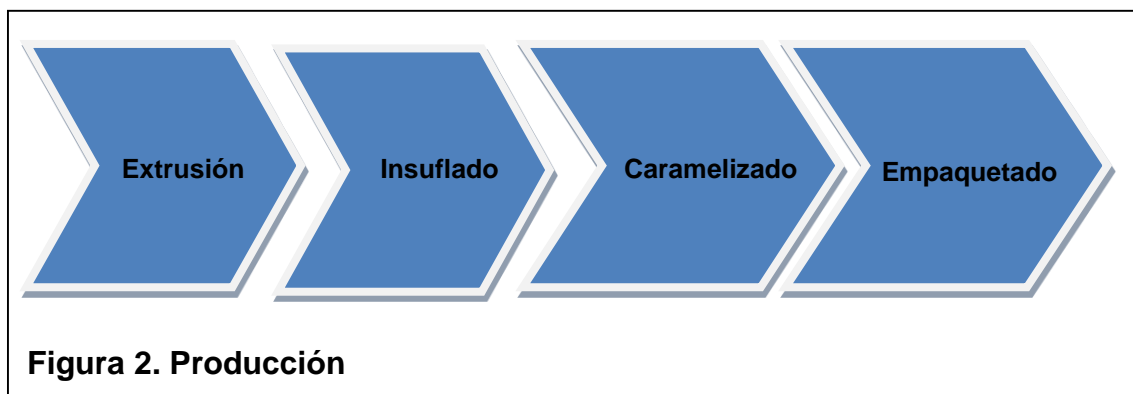 Extrusión
Insuflado
Caramelizado
Empaquetado
Figura 2. Producción